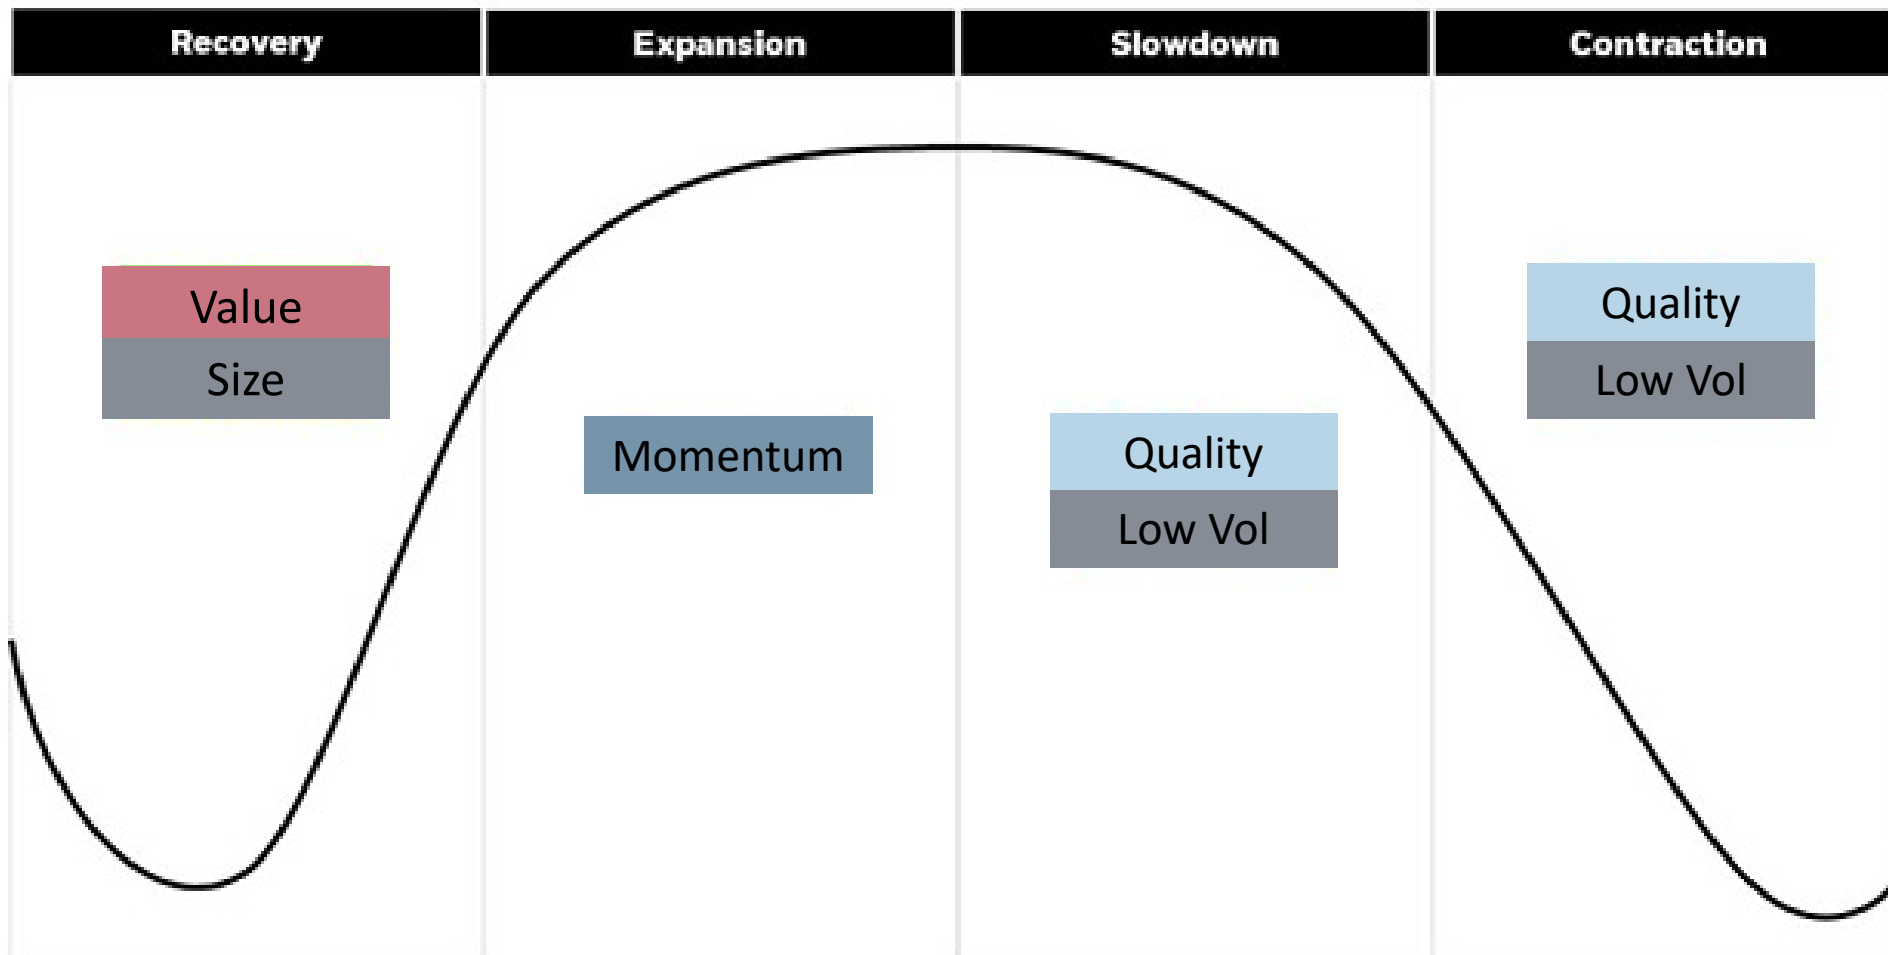 Recovery
Expansion
Slowdown
Contraction
Value
Size
Momentum
Quality
Low Vol
Quality
Low Vol